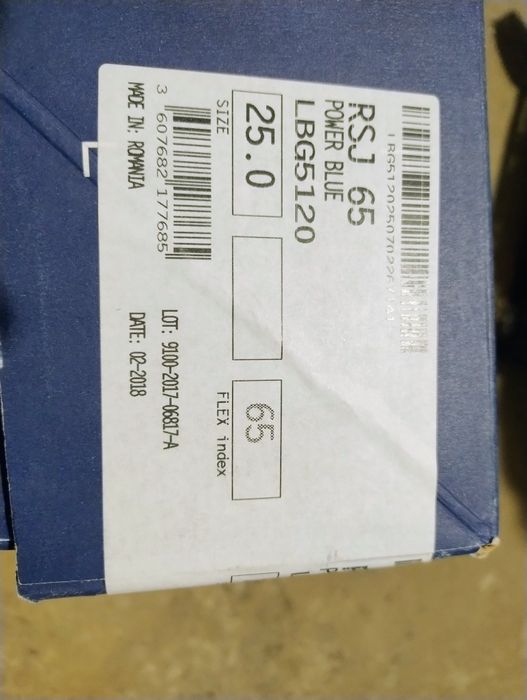 RSJ 65
POWER BLUE
LBG5120
25.0
SIZE
65
FLEX index
3 607682 177685
MADE IN: ROMANIA
LOT: 9100-2017-06817-A
DATE: 02-2018